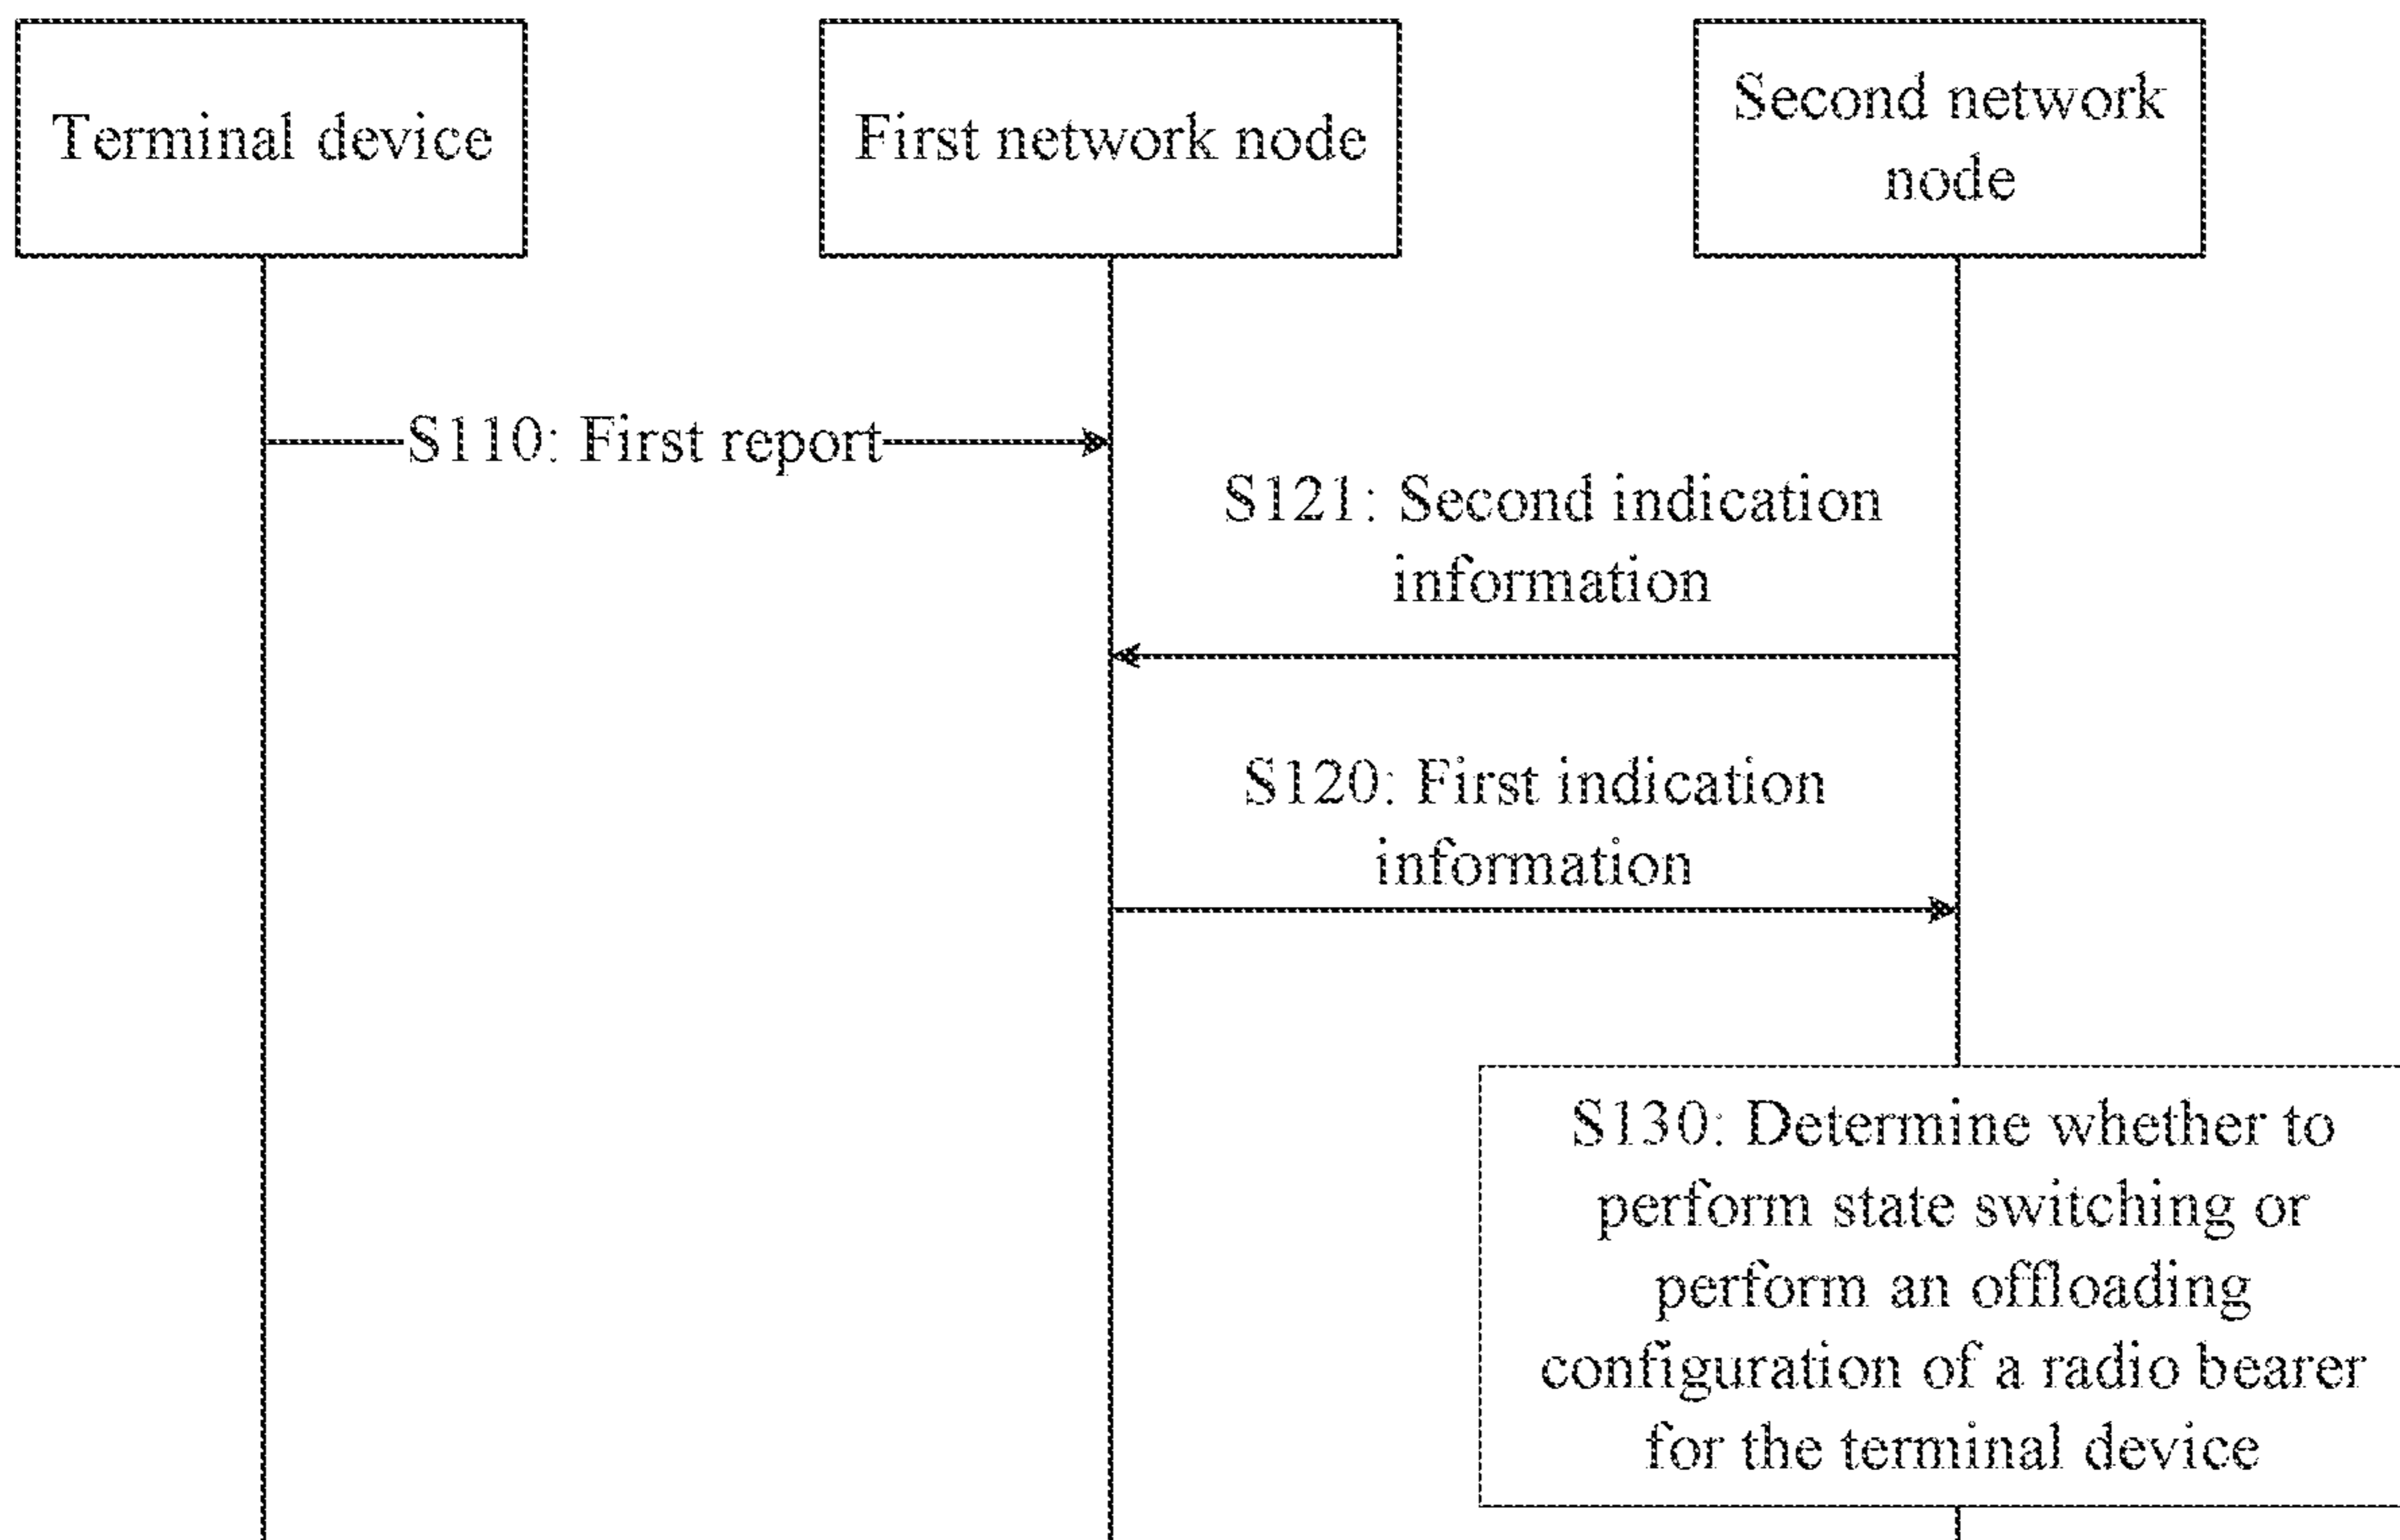 Terminal device
First network node
Second network
node
S110: First report
S121: Second indication
information
S120: First indication
information
S130: Determine whether to
perform state switching or
perform an offloading
configuration of a radio bearer
for the terminal device